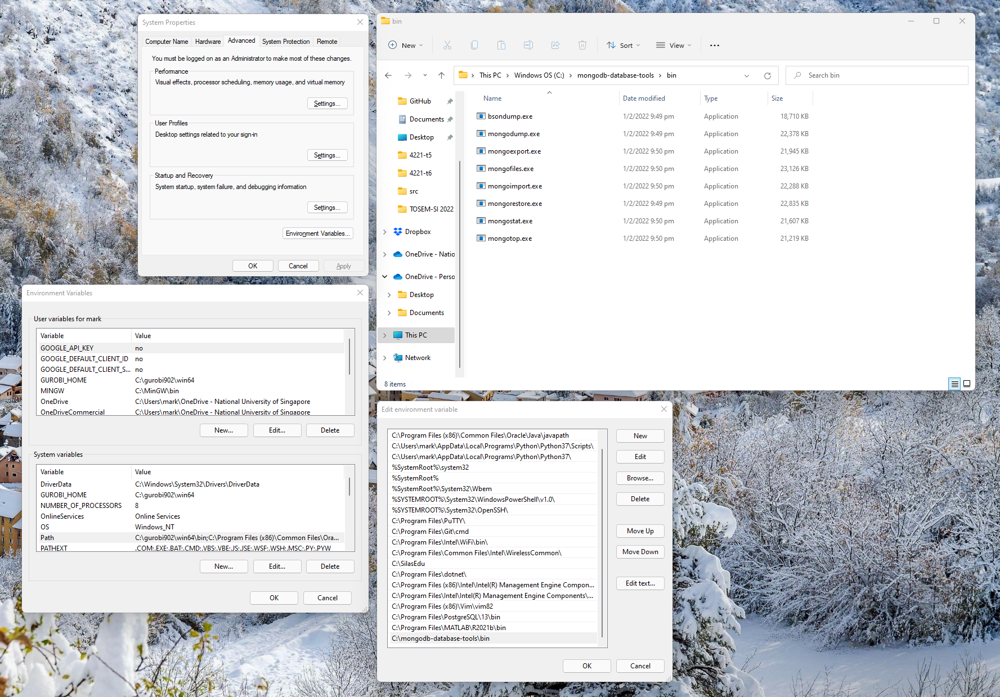 System Properties
Computer Name
Hardware
Advanced
System Protection
Remote
You must be logged on as an Administrator to make most of these changes.
Performance
Visual effects, processor scheduling, memory usage, and virtual memory
Settings...
User Profiles
Desktop settings related to your sign-in
Settings...
Startup and Recovery
System startup, system failure, and debugging information
Settings...
Environment Variables...
OK
Cancel
Apply
bin
New
Sort
View
This PC > Windows OS (C:) > mongodb-database-tools > bin
Search bin
GitHub
Documents
Desktop
4221-t5
4221-t6
src
TOSEM-SI 2022
Dropbox
OneDrive - Natio
OneDrive - Perso
Desktop
Documents
This PC
Network
Name Date modified Type Size
bsondump.exe 1/2/2022 9:49 pm Application 18,710 KB
mongodump.exe 1/2/2022 9:49 pm Application 22,378 KB
mongoexport.exe 1/2/2022 9:50 pm Application 21,945 KB
mongofiles.exe 1/2/2022 9:50 pm Application 23,126 KB
mongoimport.exe 1/2/2022 9:50 pm Application 22,288 KB
mongorestore.exe 1/2/2022 9:49 pm Application 22,835 KB
mongostat.exe 1/2/2022 9:50 pm Application 21,607 KB
mongotop.exe 1/2/2022 9:50 pm Application 21,219 KB
8 items
Environment Variables
User variables for mark
Variable Value
GOOGLE_API_KEY no
GOOGLE_DEFAULT_CLIENT_ID no
GOOGLE_DEFAULT_CLIENT_S... no
GUROBI_HOME C:\gurobi902\win64
MINGW C:\MinGW\bin
OneDrive C:\Users\mark\OneDrive - National University of Singapore
OneDriveCommercial C:\Users\mark\OneDrive - National University of Singapore
New...
Edit...
Delete
System variables
Variable Value
DriverData C:\Windows\System32\Drivers\DriverData
GUROBI_HOME C:\gurobi902\win64
NUMBER_OF_PROCESSORS 8
OnlineServices Online Services
OS Windows_NT
Path C:\gurobi902\win64\bin;C:\Program Files (x86)\Common Files\Ora...
PATHEXT .COM;.EXE;.BAT;.CMD;.VBS;.VBE;.JS;.JSE;.WSF;.WSH;.MSC;.PY;.PYW
New...
Edit...
Delete
OK
Cancel
Edit environment variable
C:\Program Files (x86)\Common Files\Oracle\Java\javapath
C:\Users\mark\AppData\Local\Programs\Python\Python37\Scripts\
C:\Users\mark\AppData\Local\Programs\Python\Python37\
%SystemRoot%\system32
%SystemRoot%
%SystemRoot%\System32\Wbem
%SYSTEMROOT%\System32\WindowsPowerShell\v1.0\
%SYSTEMROOT%\System32\OpenSSH\
C:\Program Files\PuTTY\
C:\Program Files\Git\cmd
C:\Program Files\Intel\WiFi\bin\
C:\Program Files\Common Files\Intel\WirelessCommon\
C:\SilasEdu
C:\Program Files\dotnet\
C:\Program Files (x86)\Intel\Intel(R) Management Engine Compon...
C:\Program Files\Intel\Intel(R) Management Engine Components\...
C:\Program Files (x86)\Vim\vim82
C:\Program Files\PostgreSQL\13\bin
C:\Program Files\MATLAB\R2021b\bin
C:\mongodb-database-tools\bin
New
Edit
Browse...
Delete
Move Up
Move Down
Edit text...
OK
Cancel